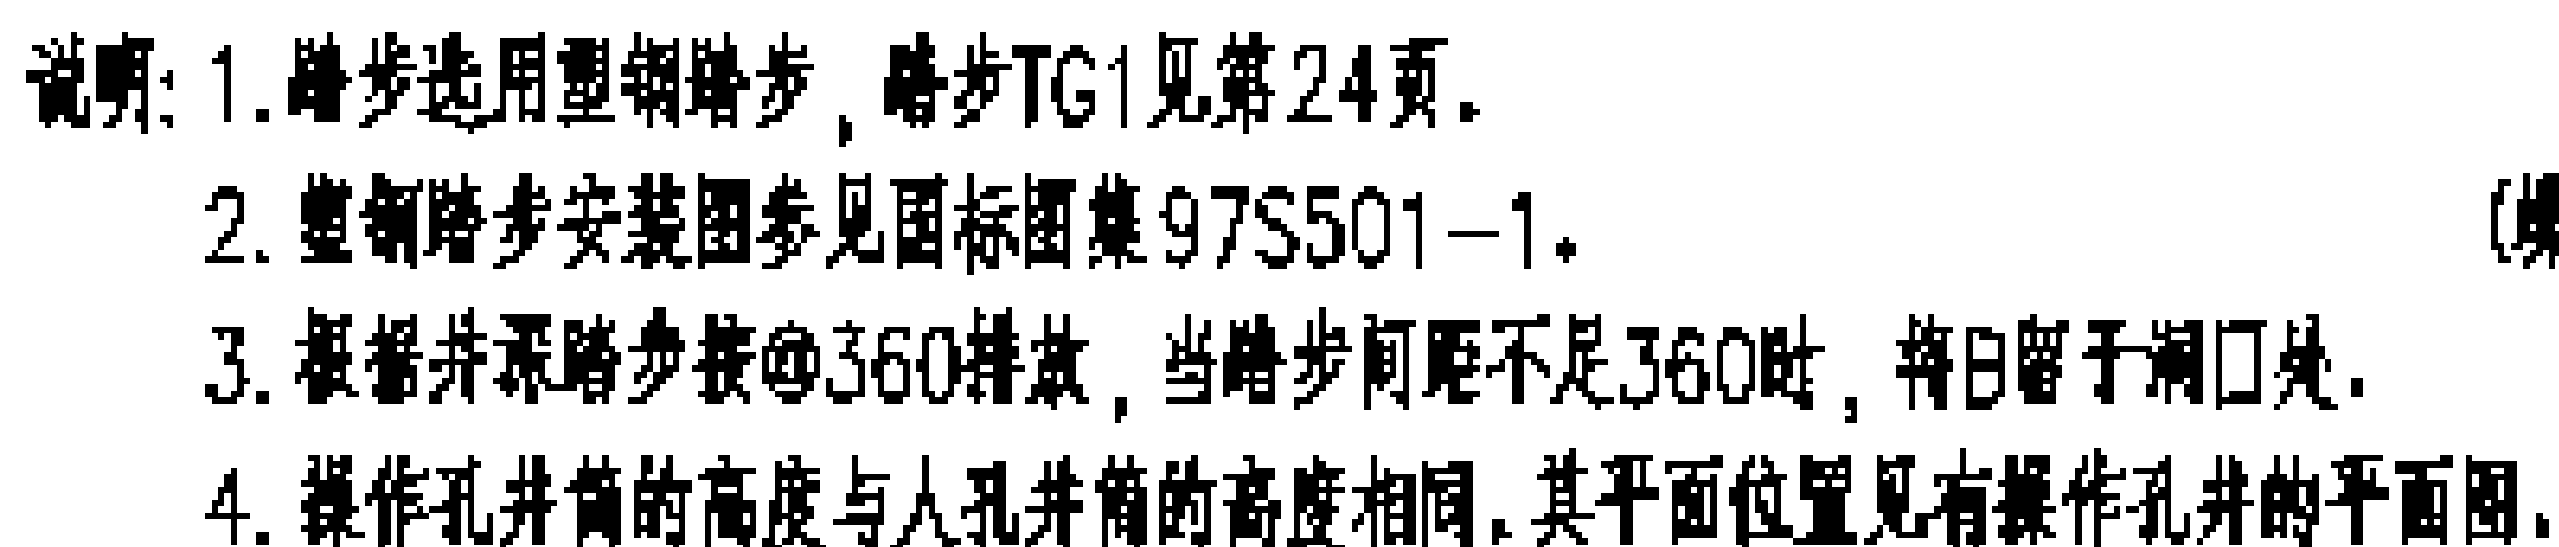 说明: 1.踏步选用塑钢踏步,踏步TG1见第24页.
2.塑钢踏步安装图参见国标图集97S501-1.
3.根据井深踏步按@360排放,当踏步间距不足360时,将B留于洞口处.
4.操作孔井筒的高度与人孔井筒的高度相同.其平面位置见有操作孔井的平面图.